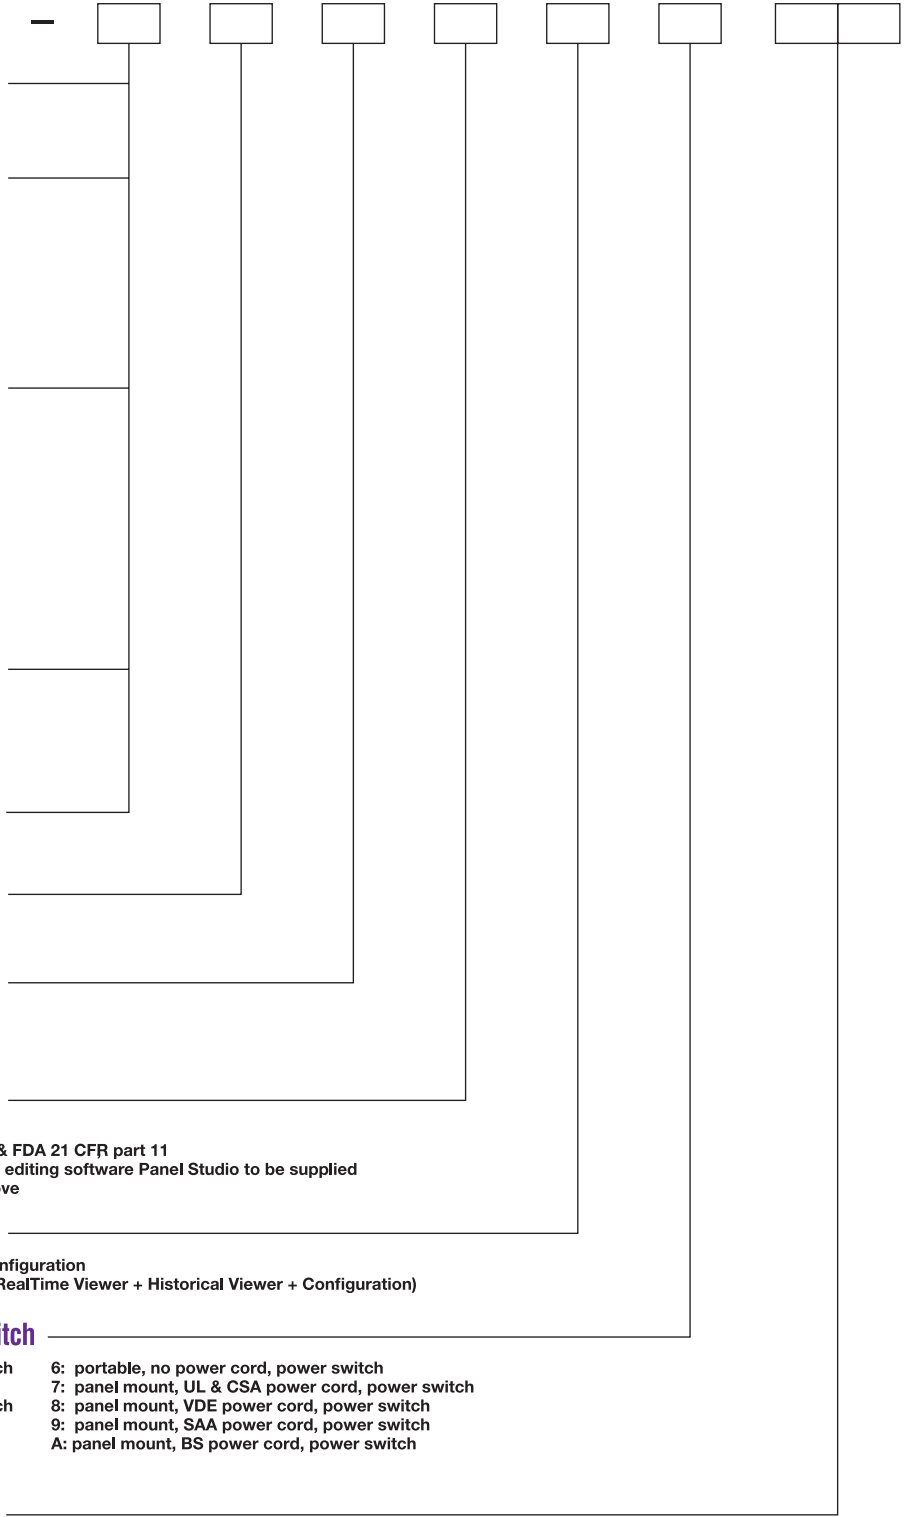 & FDA 21 CFR part 11
editing software Panel Studio to be supplied
ove
nfiguration
RealTime Viewer + Historical Viewer + Configuration)
itch
ch 6: portable, no power cord, power switch
7: panel mount, UL & CSA power cord, power switch
ch 8: panel mount, VDE power cord, power switch
9: panel mount, SAA power cord, power switch
A: panel mount, BS power cord, power switch